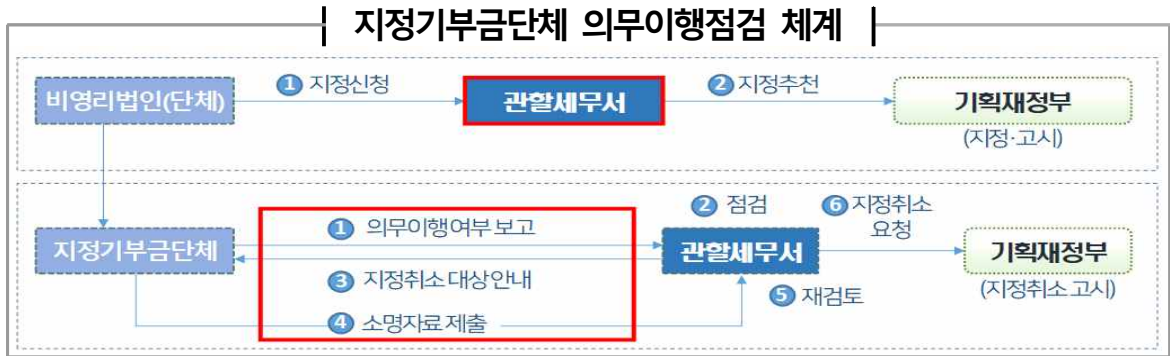 지정기부금단체 의무이행점검 체계
비영리법인(단체)
① 지정신청
관할세무서
② 지정추천
기획재정부
(지정·고시)
지정기부금단체
① 의무이행여부 보고
③ 지정취소 대상 안내
④ 소명자료 제출
② 점검
관할세무서
⑤ 재검토
⑥ 지정취소
요청
기획재정부
(지정취소 고시)